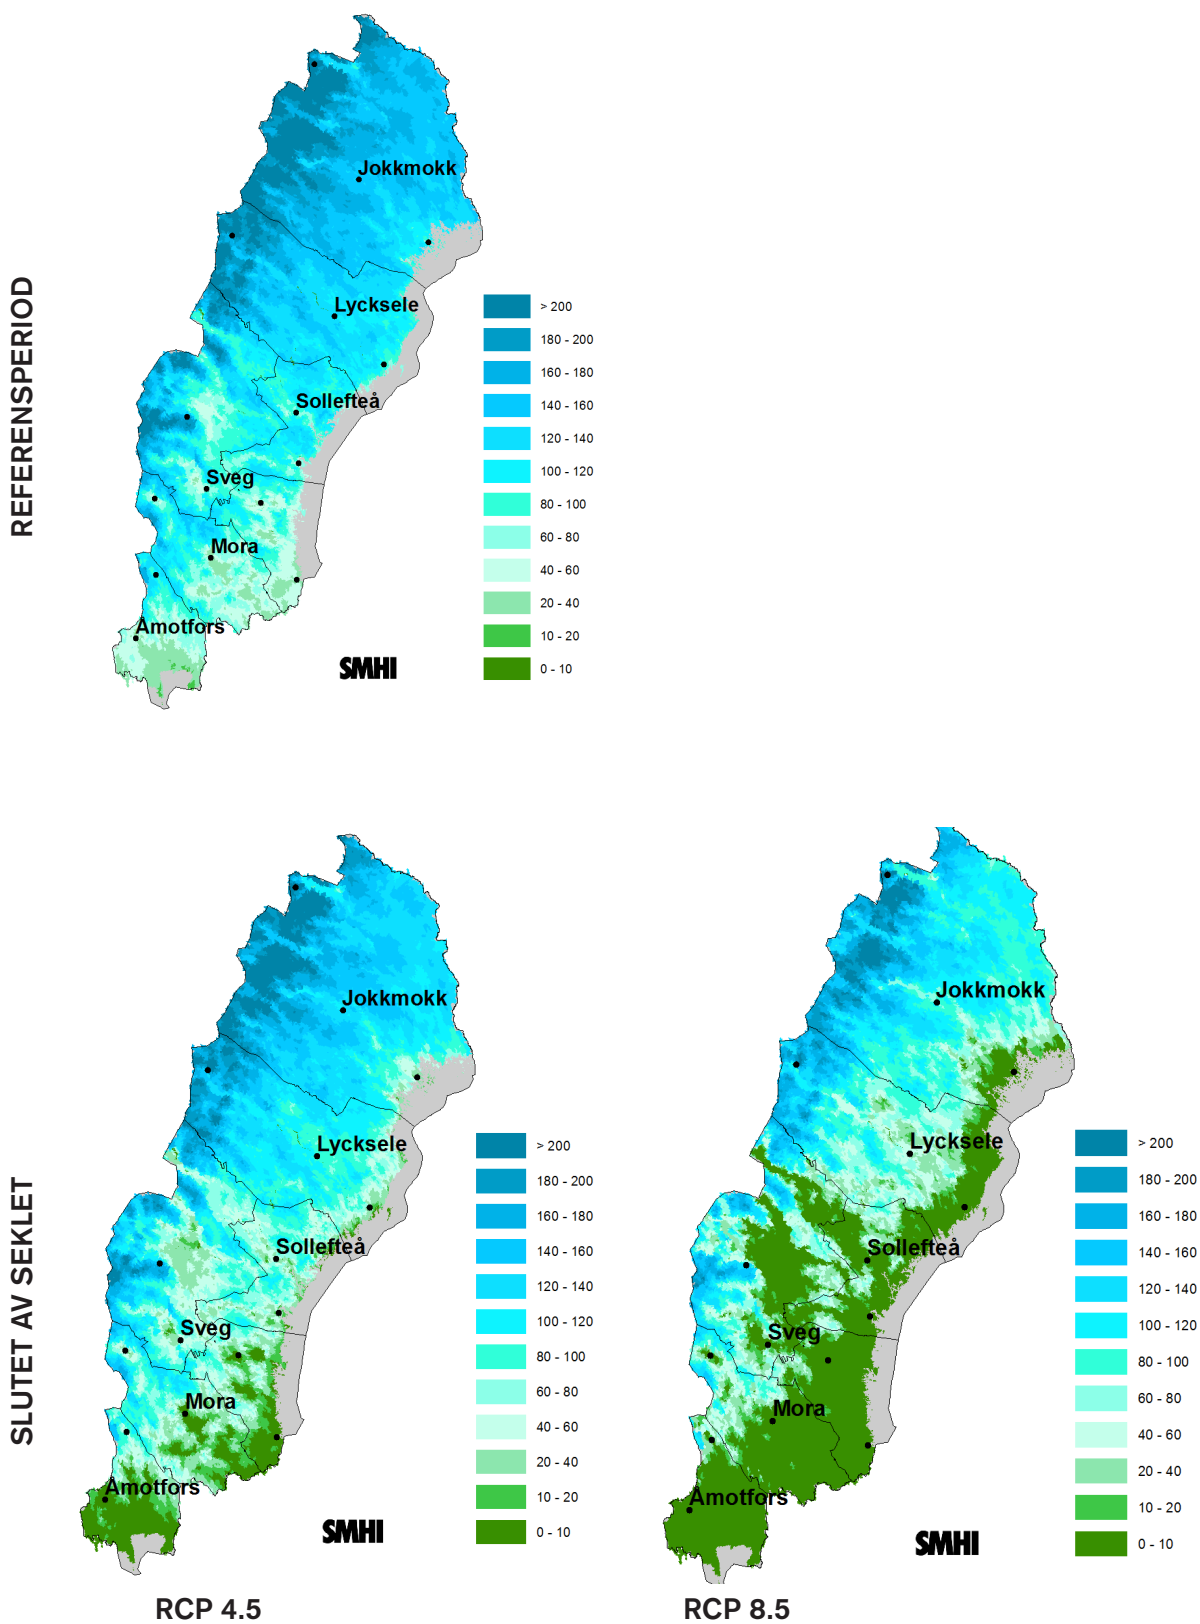 REFERENSPERIOD
Jokkmokk
Lycksele
Sollefteå
Sveg
Mora
Åmotfors
SMHI
> 200
180 - 200
160 - 180
140 - 160
120 - 140
100 - 120
80 - 100
60 - 80
40 - 60
20 - 40
10 - 20
0 - 10
SLUTET AV SEKLET
Jokkmokk
Lycksele
Sollefteå
Sveg
Mora
Åmotfors
SMHI
> 200
180 - 200
160 - 180
140 - 160
120 - 140
100 - 120
80 - 100
60 - 80
40 - 60
20 - 40
10 - 20
0 - 10
RCP 4.5
Jokkmokk
Lycksele
Sollefteå
Sveg
Mora
Åmotfors
SMHI
> 200
180 - 200
160 - 180
140 - 160
120 - 140
100 - 120
80 - 100
60 - 80
40 - 60
20 - 40
10 - 20
0 - 10
RCP 8.5